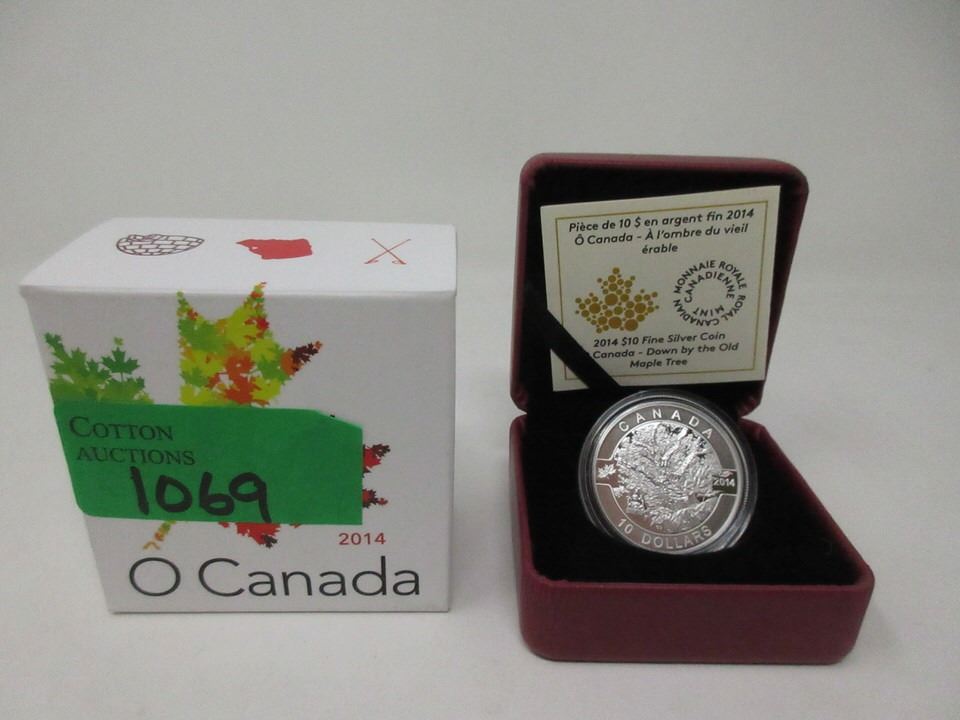 COTTON
AUCTIONS
1069
2014
O Canada
Pièce de 10 $ en argent fin 2014
Ô Canada - À l'ombre du vieil
érable
MONNAIE ROYALE CANADIENNE
ROYAL CANADIAN MINT
2014 $10 Fine Silver Coin
Canada - Down by the Old
Maple Tree
CANADA
2014
10 DOLLARS